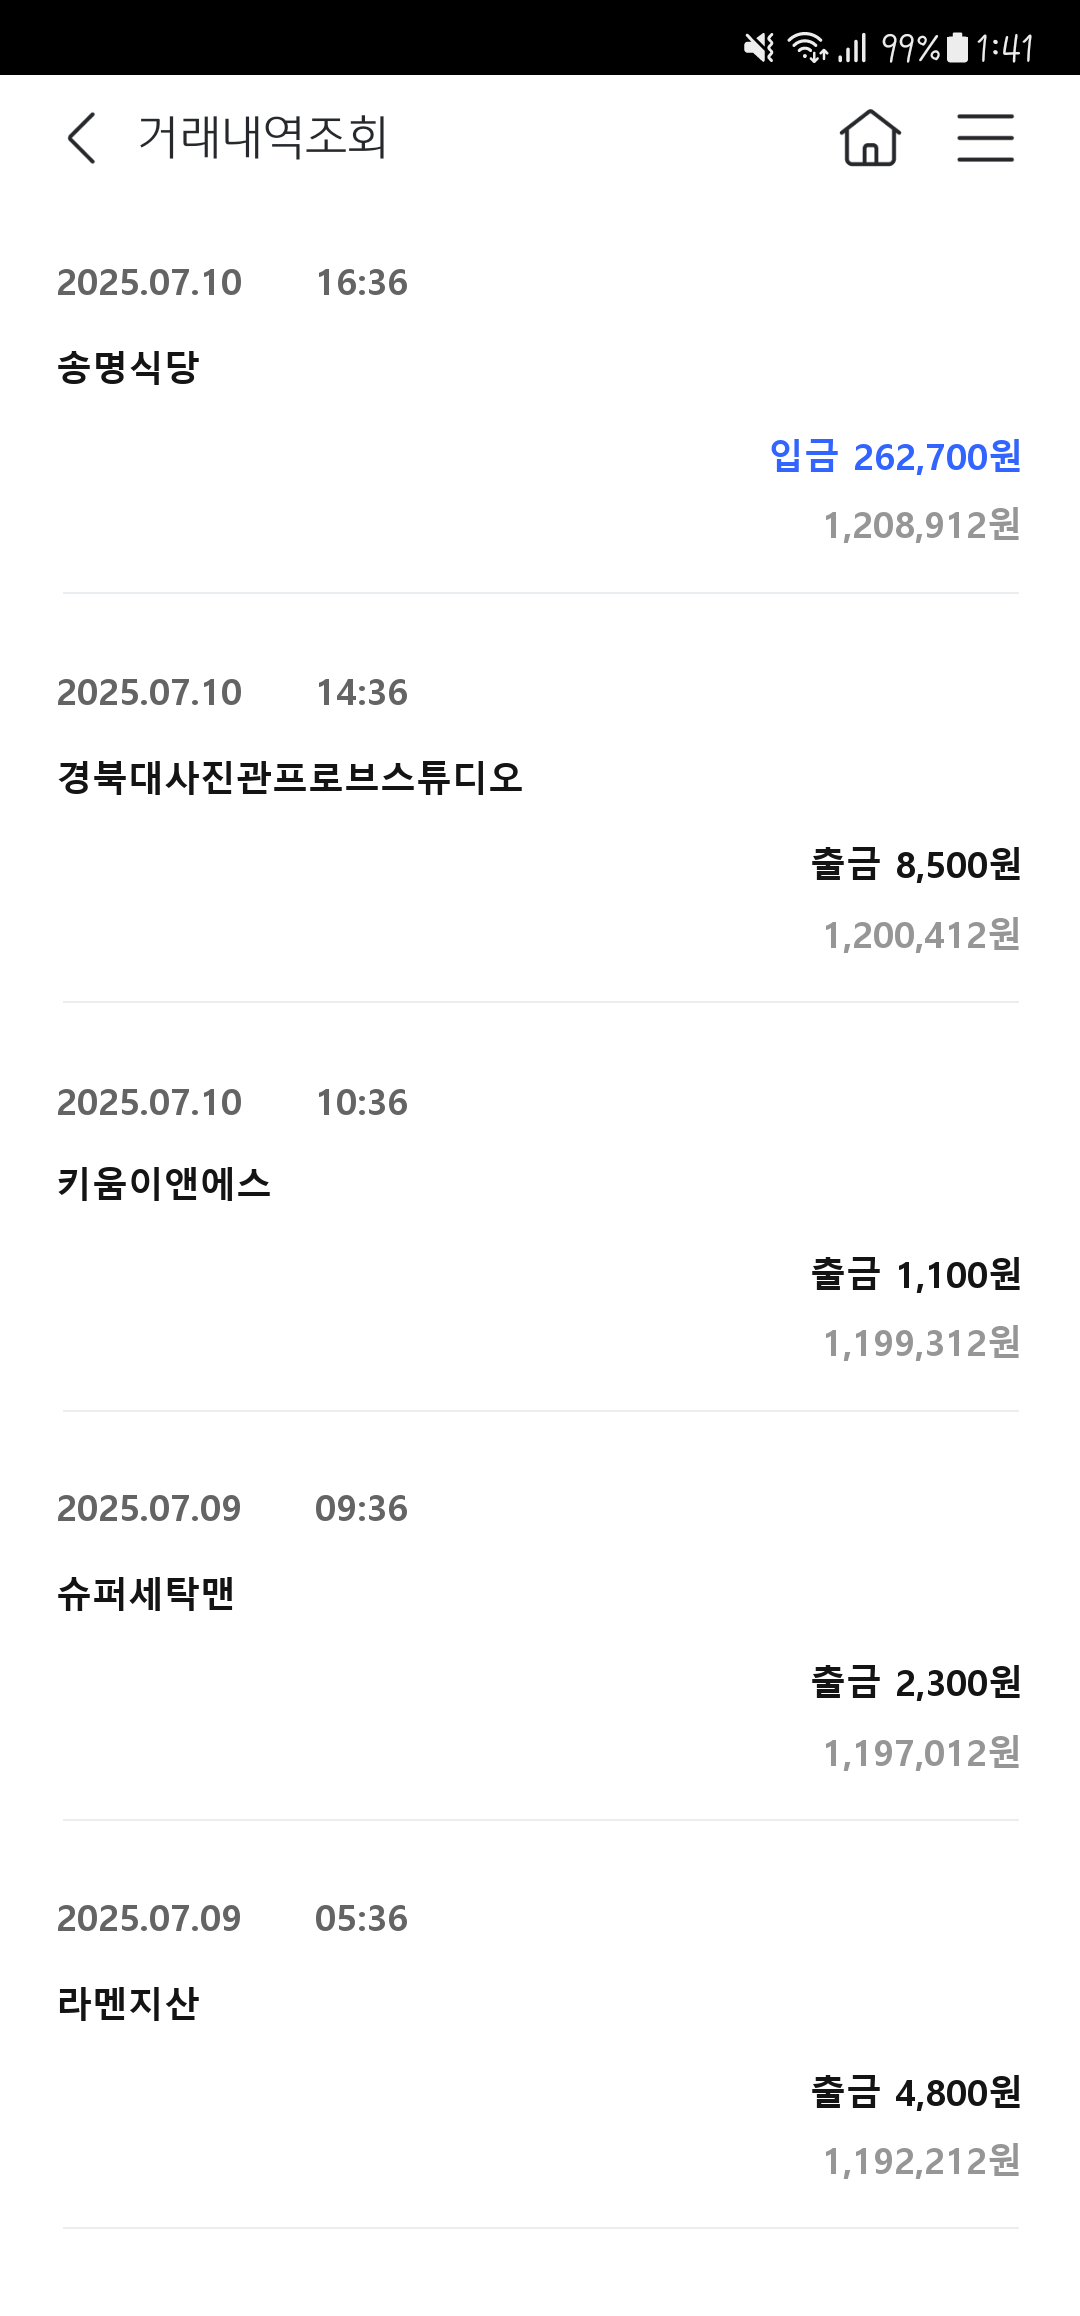 99% 1:41
거래내역조회
2025.07.10 16:36
송명식당
입금 262,700원
1,208,912원
2025.07.10 14:36
경북대사진관프로브스튜디오
출금 8,500원
1,200,412원
2025.07.10 10:36
키움이앤에스
출금 1,100원
1,199,312원
2025.07.09 09:36
슈퍼세탁맨
출금 2,300원
1,197,012원
2025.07.09 05:36
라멘지산
출금 4,800원
1,192,212원